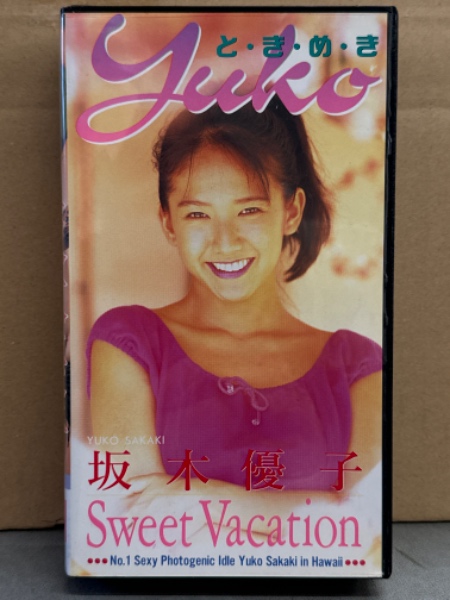 と・き・め・き
Yuko
YUKO SAKAKI
坂木優子
Sweet Vacation
●●●No.1 Sexy Photogenic Idle Yuko Sakaki in Hawaii●●●